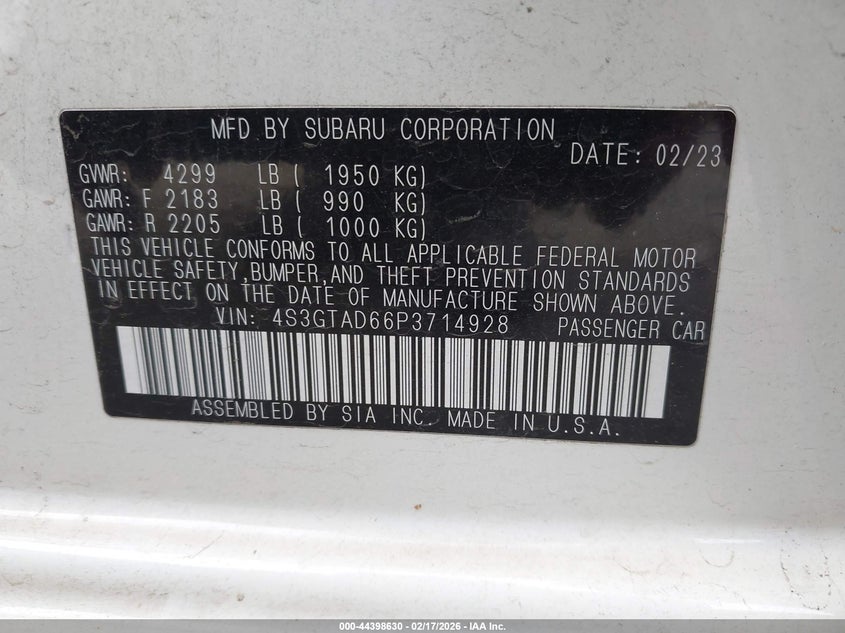 MFD BY SUBARU CORPORATION
DATE: 02/23
GVWR: 4299 LB ( 1950 KG)
GAWR: F 2183 LB ( 990 KG)
GAWR: R 2205 LB ( 1000 KG)
THIS VEHICLE CONFORMS TO ALL APPLICABLE FEDERAL MOTOR
VEHICLE SAFETY,BUMPER,AND THEFT PREVENTION STANDARDS
IN EFFECT ON THE DATE OF MANUFACTURE SHOWN ABOVE.
VIN: 4S3GTAD66P3714928 PASSENGER CAR
ASSEMBLED BY SIA INC. MADE IN U.S.A.
000-44398630 - 02/17/2026 - IAA Inc.